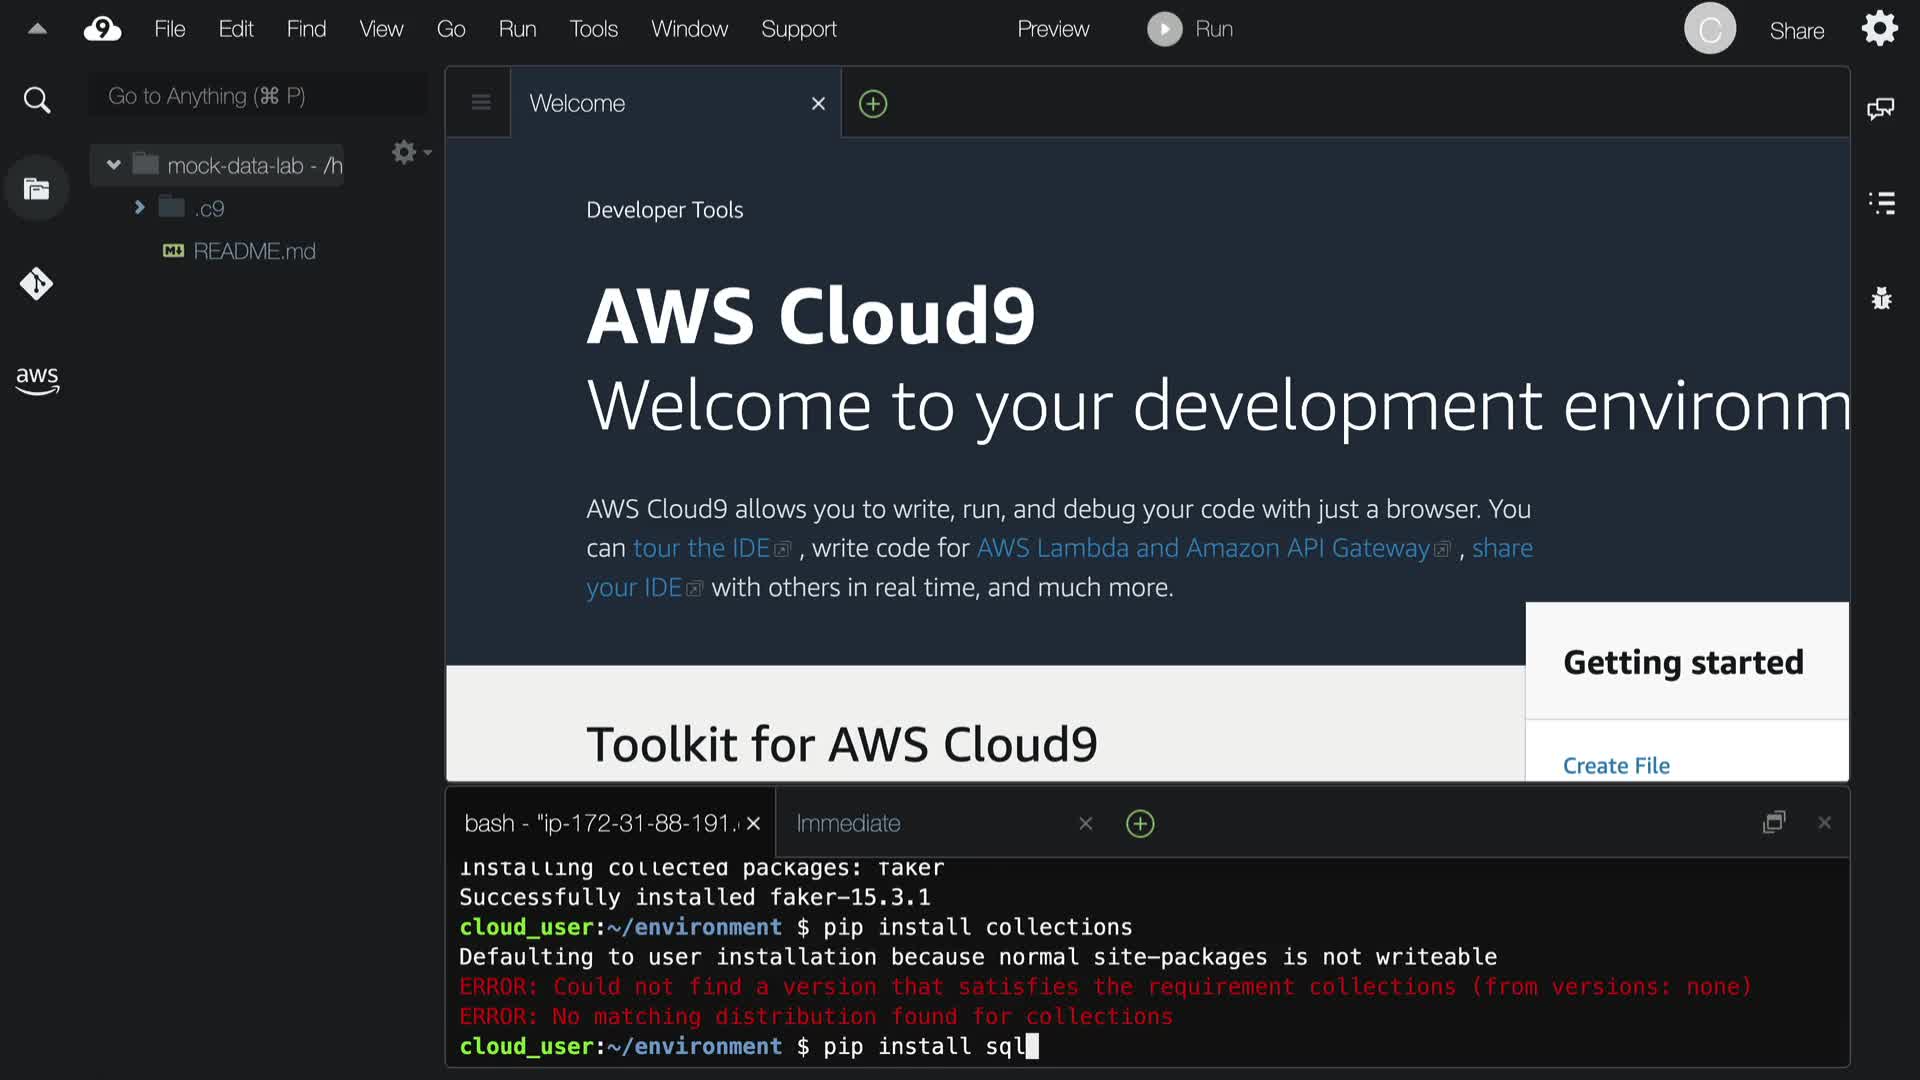 9 File Edit Find View Go Run Tools Window Support Preview Run C Share
Go to Anything (⌘ P)
mock-data-lab - /h
.c9
README.md
aws
Welcome
Developer Tools
AWS Cloud9
Welcome to your development environm
AWS Cloud9 allows you to write, run, and debug your code with just a browser. You
can tour the IDE , write code for AWS Lambda and Amazon API Gateway , share
your IDE with others in real time, and much more.
Getting started
Toolkit for AWS Cloud9
Create File
bash - "ip-172-31-88-191. Immediate
Installing collected packages: faker
Successfully installed faker-15.3.1
cloud_user:~/environment $ pip install collections
Defaulting to user installation because normal site-packages is not writeable
ERROR: Could not find a version that satisfies the requirement collections (from versions: none)
ERROR: No matching distribution found for collections
cloud_user:~/environment $ pip install sql